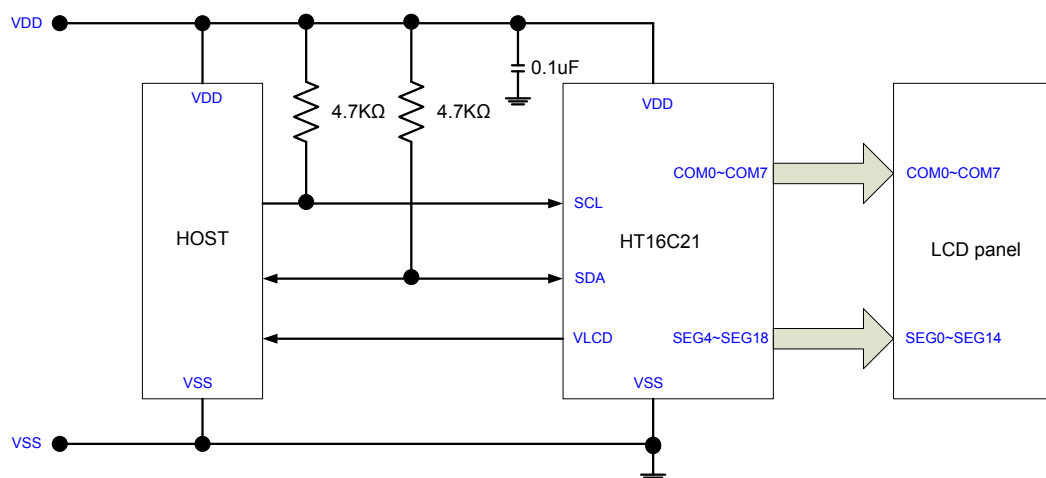 VDD
0.1uF
VDD
4.7KΩ
4.7KΩ
VDD
COM0~COM7
COM0~COM7
SCL
HOST
HT16C21
LCD panel
SDA
VLCD
SEG4~SEG18
SEG0~SEG14
VSS
VSS
VSS